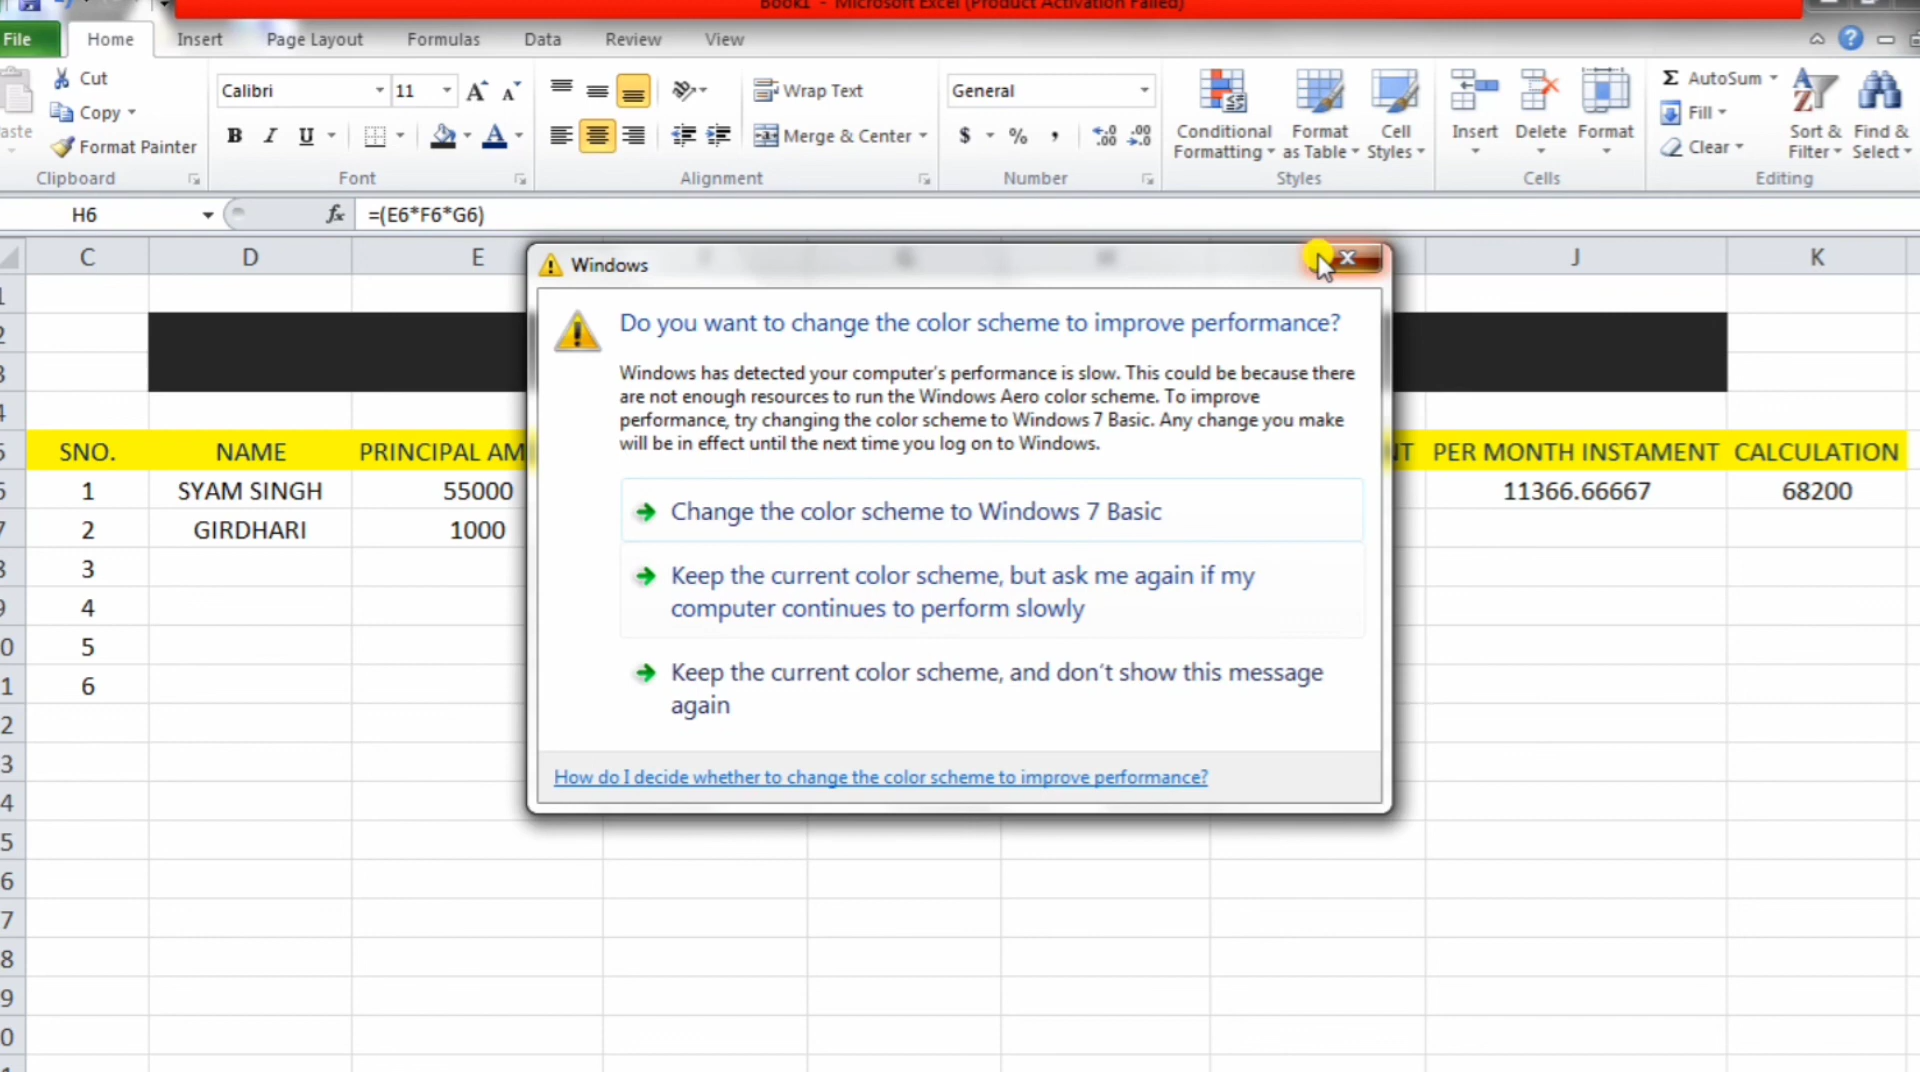 Book1 - Microsoft Excel (Product Activation Failed)
File Home Insert Page Layout Formulas Data Review View
Cut
Copy
Format Painter
Clipboard
Calibri 11
B I U
Font
Wrap Text
Merge & Center
Alignment
General
$ % ,
Number
Conditional Formatting
Format as Table
Cell Styles
Styles
Insert Delete Format
Cells
Σ AutoSum
Fill
Clear
Sort & Filter
Find & Select
Editing
H6 fx =(E6*F6*G6)
C D E J K
SNO. NAME PRINCIPAL AM PER MONTH INSTAMENT CALCULATION
1 SYAM SINGH 55000 11366.66667 68200
2 GIRDHARI 1000
3
4
5
6
Windows
Do you want to change the color scheme to improve performance?
Windows has detected your computer's performance is slow. This could be because there
are not enough resources to run the Windows Aero color scheme. To improve
performance, try changing the color scheme to Windows 7 Basic. Any change you make
will be in effect until the next time you log on to Windows.
Change the color scheme to Windows 7 Basic
Keep the current color scheme, but ask me again if my
computer continues to perform slowly
Keep the current color scheme, and don't show this message
again
How do I decide whether to change the color scheme to improve performance?